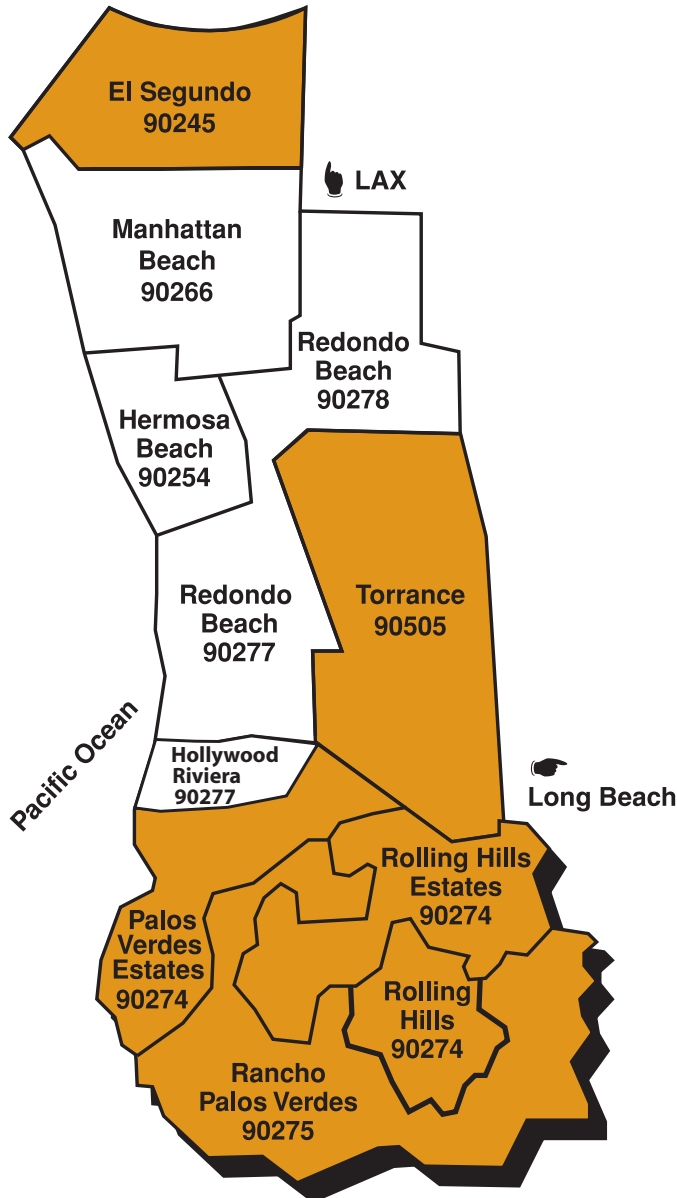 El Segundo
90245
LAX
Manhattan
Beach
90266
Redondo
Beach
90278
Hermosa
Beach
90254
Redondo
Beach
90277
Torrance
90505
Pacific Ocean
Hollywood
Riviera
90277
Long Beach
Rolling Hills
Estates
90274
Palos
Verdes
Estates
90274
Rolling
Hills
90274
Rancho
Palos Verdes
90275